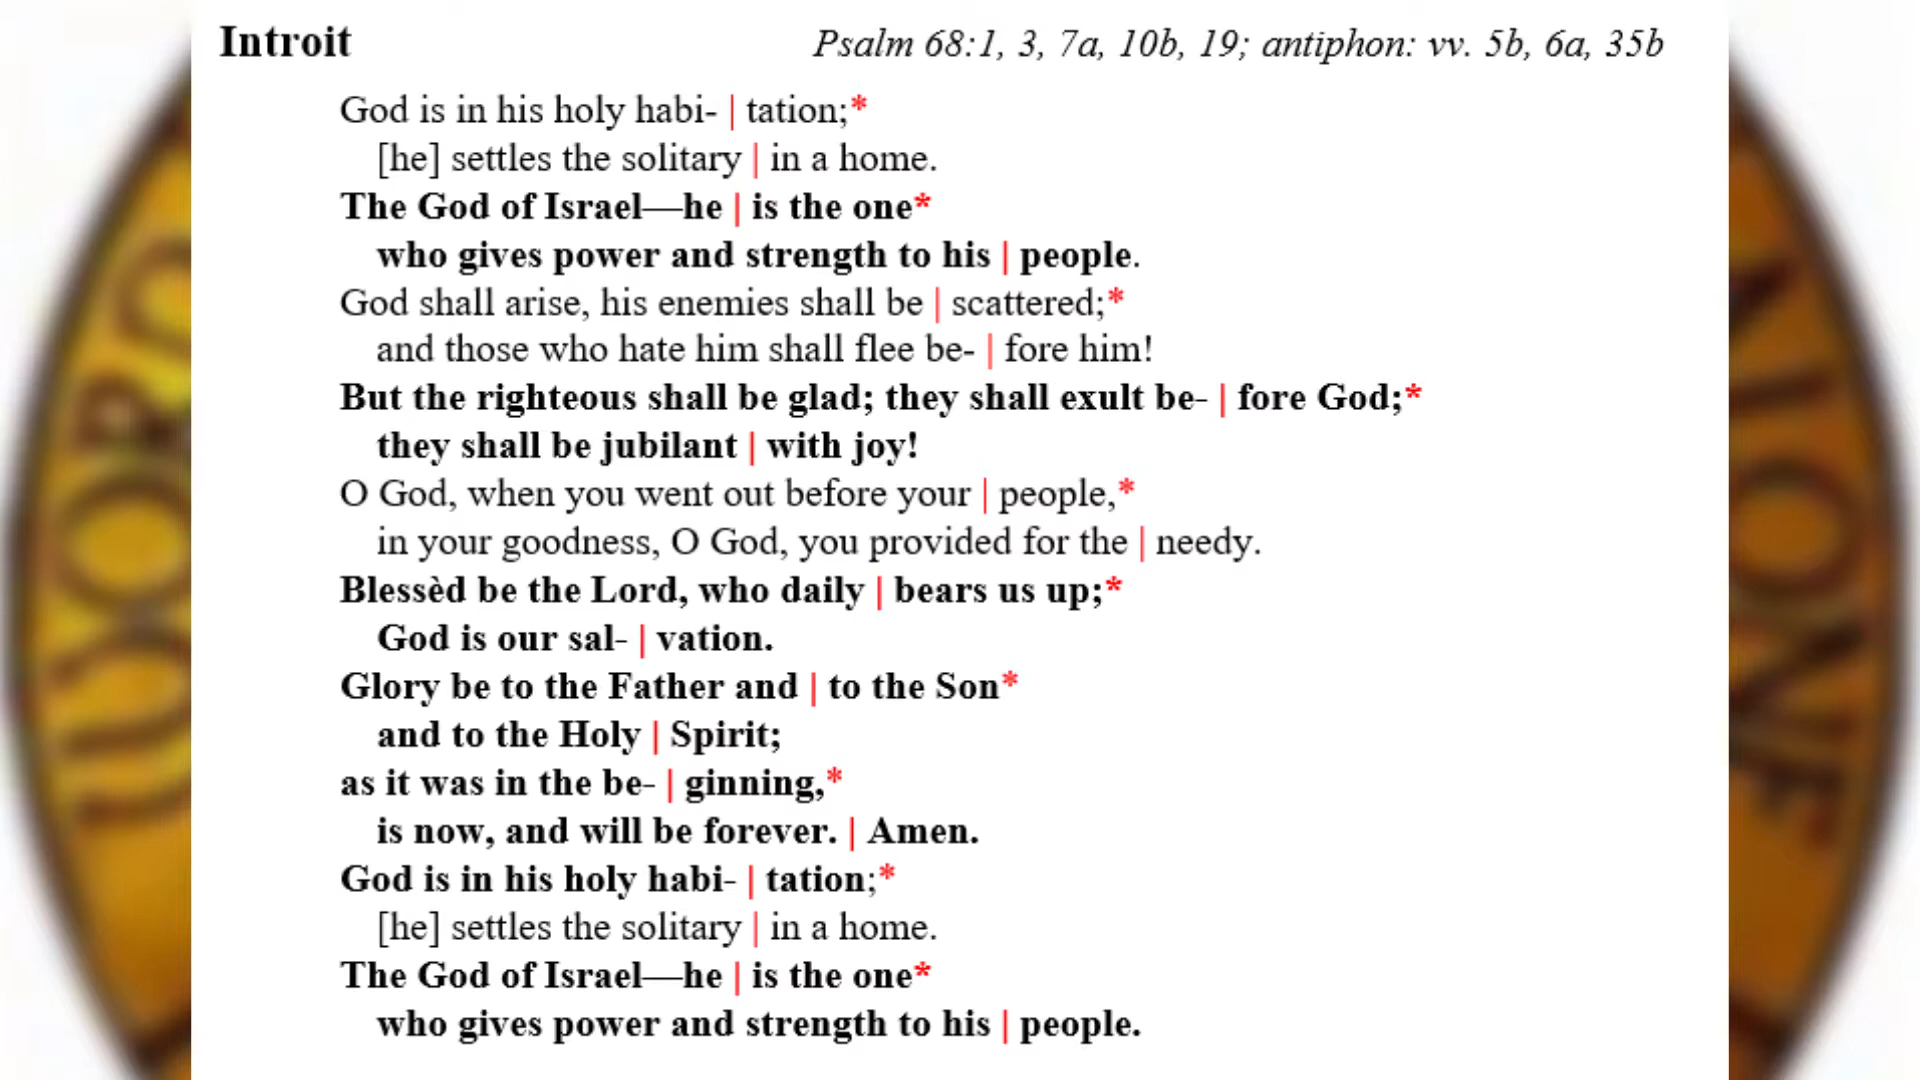 Introit Psalm 68:1, 3, 7a, 10b, 19; antiphon: vv. 5b, 6a, 35b
God is in his holy habi- | tation;*
[he] settles the solitary | in a home.
The God of Israel—he | is the one*
who gives power and strength to his | people.
God shall arise, his enemies shall be | scattered;*
and those who hate him shall flee be- | fore him!
But the righteous shall be glad; they shall exult be- | fore God;*
they shall be jubilant | with joy!
O God, when you went out before your | people,*
in your goodness, O God, you provided for the | needy.
Blessèd be the Lord, who daily | bears us up;*
God is our sal- | vation.
Glory be to the Father and | to the Son*
and to the Holy | Spirit;
as it was in the be- | ginning,*
is now, and will be forever. | Amen.
God is in his holy habi- | tation;*
[he] settles the solitary | in a home.
The God of Israel—he | is the one*
who gives power and strength to his | people.